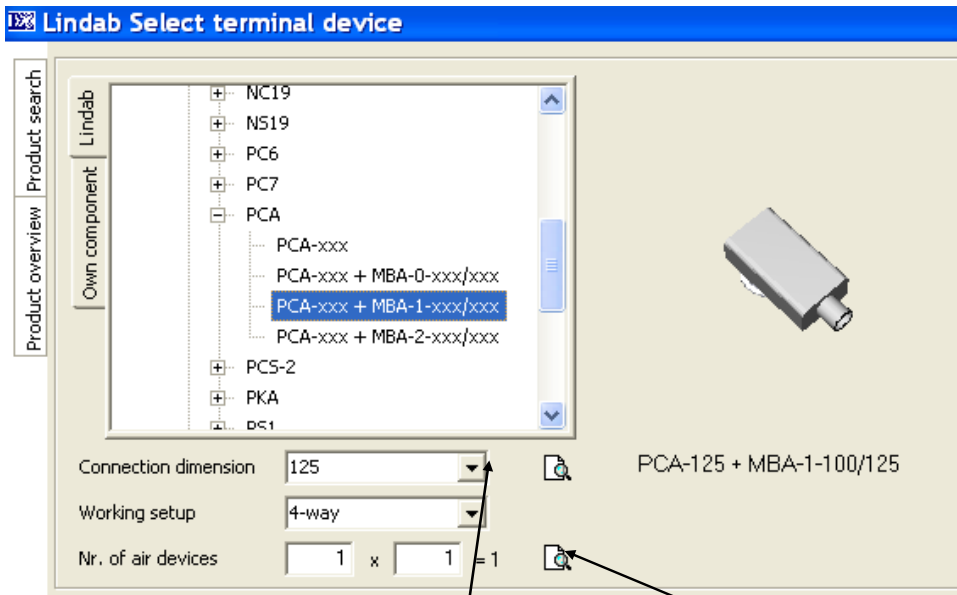 Lindab Select terminal device
Product search
Product overview
Lindab
Own component
NC19
NS19
PC6
PC7
PCA
PCA-xxx
PCA-xxx + MBA-0-xxx/xxx
PCA-xxx + MBA-1-xxx/xxx
PCA-xxx + MBA-2-xxx/xxx
PCS-2
PKA
PS1
Connection dimension 125 PCA-125 + MBA-1-100/125
Working setup 4-way
Nr. of air devices 1 x 1 = 1